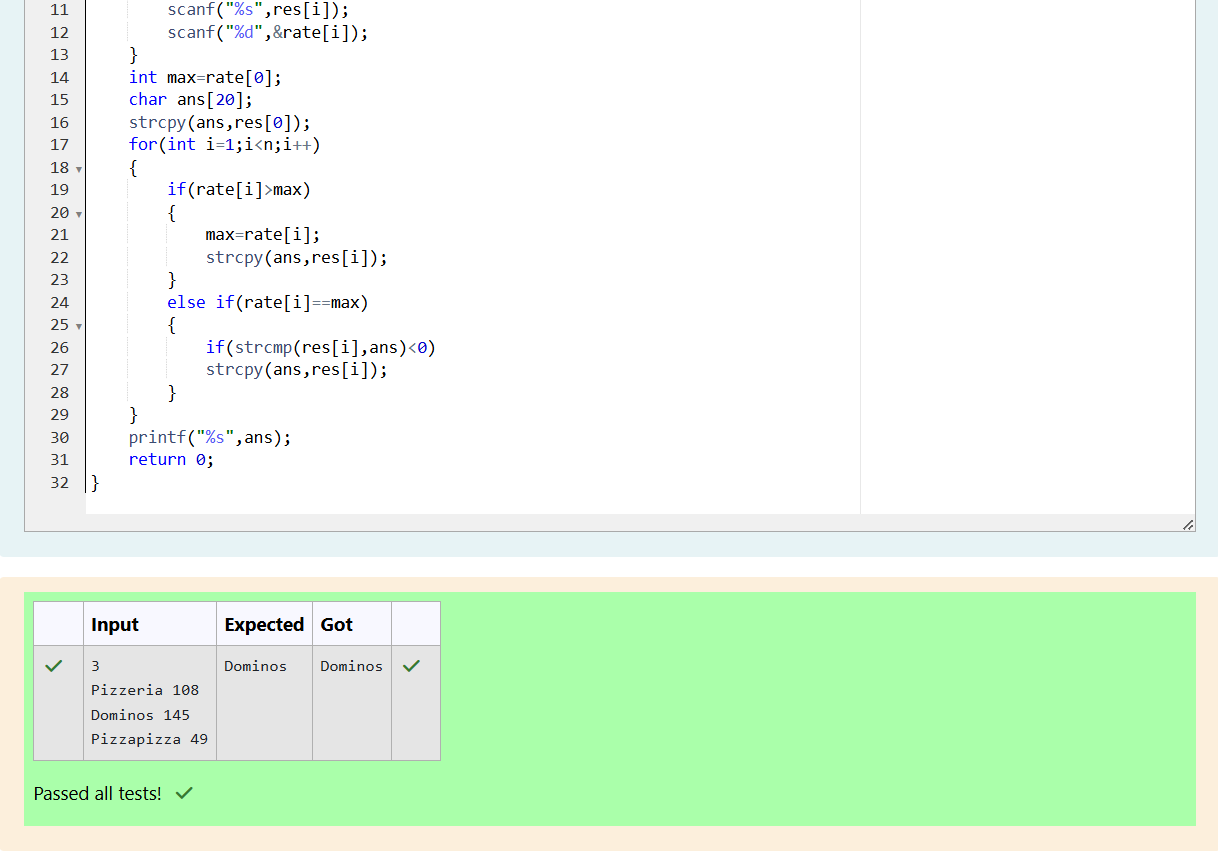 11 scanf("%s",res[i]);
12 scanf("%d",&rate[i]);
13 }
14 int max=rate[0];
15 char ans[20];
16 strcpy(ans,res[0]);
17 for(int i=1;i<n;i++)
18 {
19 if(rate[i]>max)
20 {
21 max=rate[i];
22 strcpy(ans,res[i]);
23 }
24 else if(rate[i]==max)
25 {
26 if(strcmp(res[i],ans)<0)
27 strcpy(ans,res[i]);
28 }
29 }
30 printf("%s",ans);
31 return 0;
32 }
Input Expected Got
3 Dominos Dominos
Pizzeria 108
Dominos 145
Pizzapizza 49
Passed all tests!